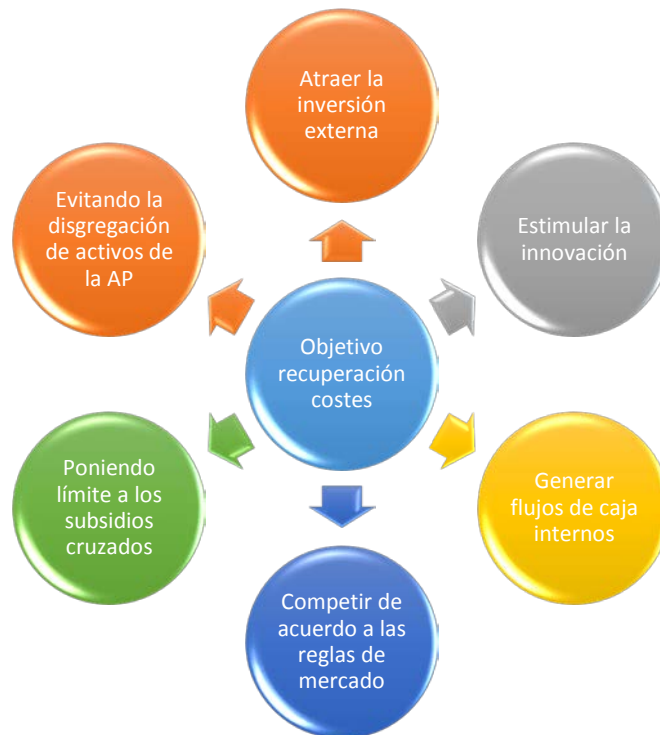 Atraer la
inversión
externa
Estimular la
innovación
Generar
flujos de caja
internos
Competir de
acuerdo a las
reglas de
mercado
Poniendo
límite a los
subsidios
cruzados
Evitando la
disgregación
de activos de
la AP
Objetivo
recuperación
costes